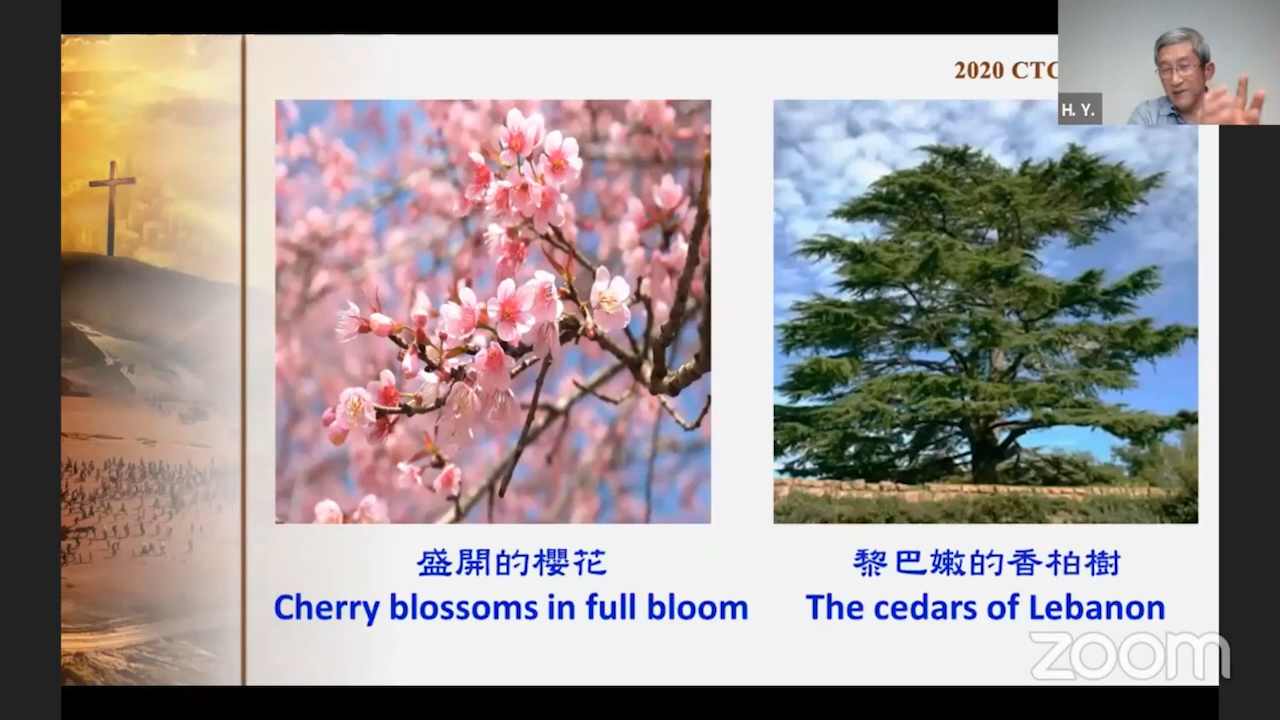 2020 CTC
H. Y.
盛開的櫻花
Cherry blossoms in full bloom
黎巴嫩的香柏樹
The cedars of Lebanon
zoom